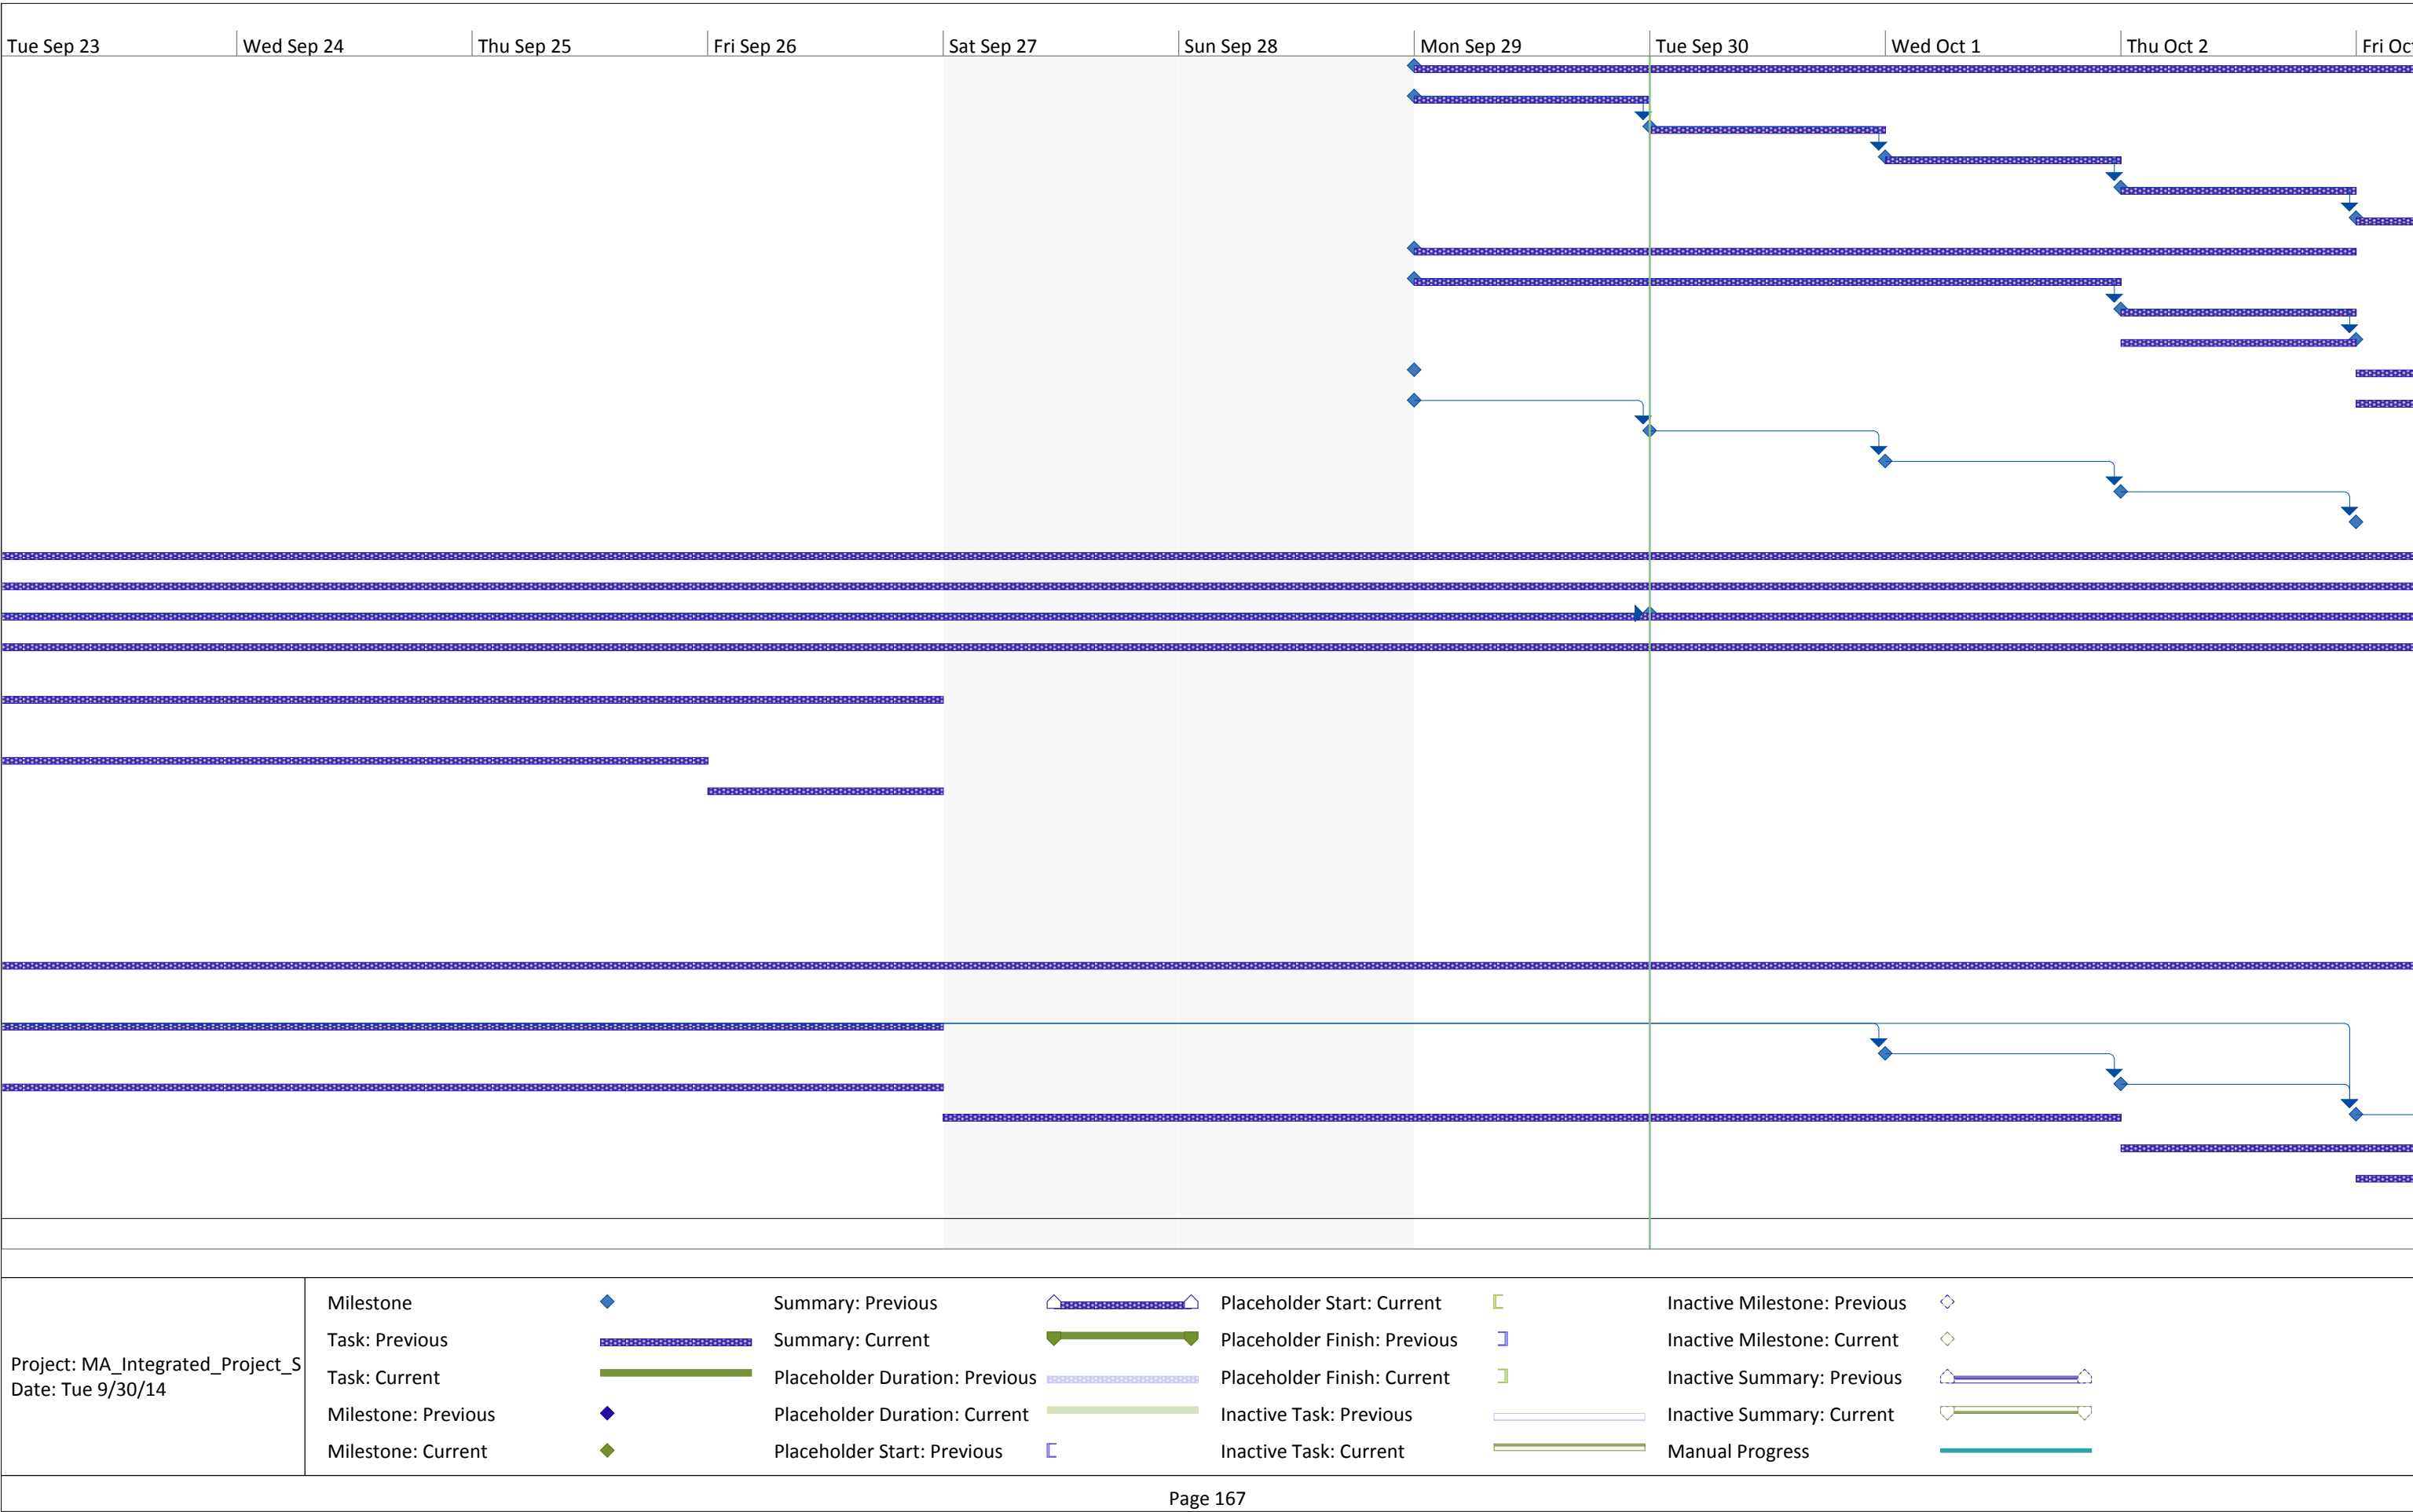 Tue Sep 23 Wed Sep 24 Thu Sep 25 Fri Sep 26 Sat Sep 27 Sun Sep 28 Mon Sep 29 Tue Sep 30 Wed Oct 1 Thu Oct 2 Fri Oc
Project: MA_Integrated_Project_S
Date: Tue 9/30/14
Milestone
Task: Previous
Task: Current
Milestone: Previous
Milestone: Current
Summary: Previous
Summary: Current
Placeholder Duration: Previous
Placeholder Duration: Current
Placeholder Start: Previous
Placeholder Start: Current
Placeholder Finish: Previous
Placeholder Finish: Current
Inactive Task: Previous
Inactive Task: Current
Inactive Milestone: Previous
Inactive Milestone: Current
Inactive Summary: Previous
Inactive Summary: Current
Manual Progress
Page 167